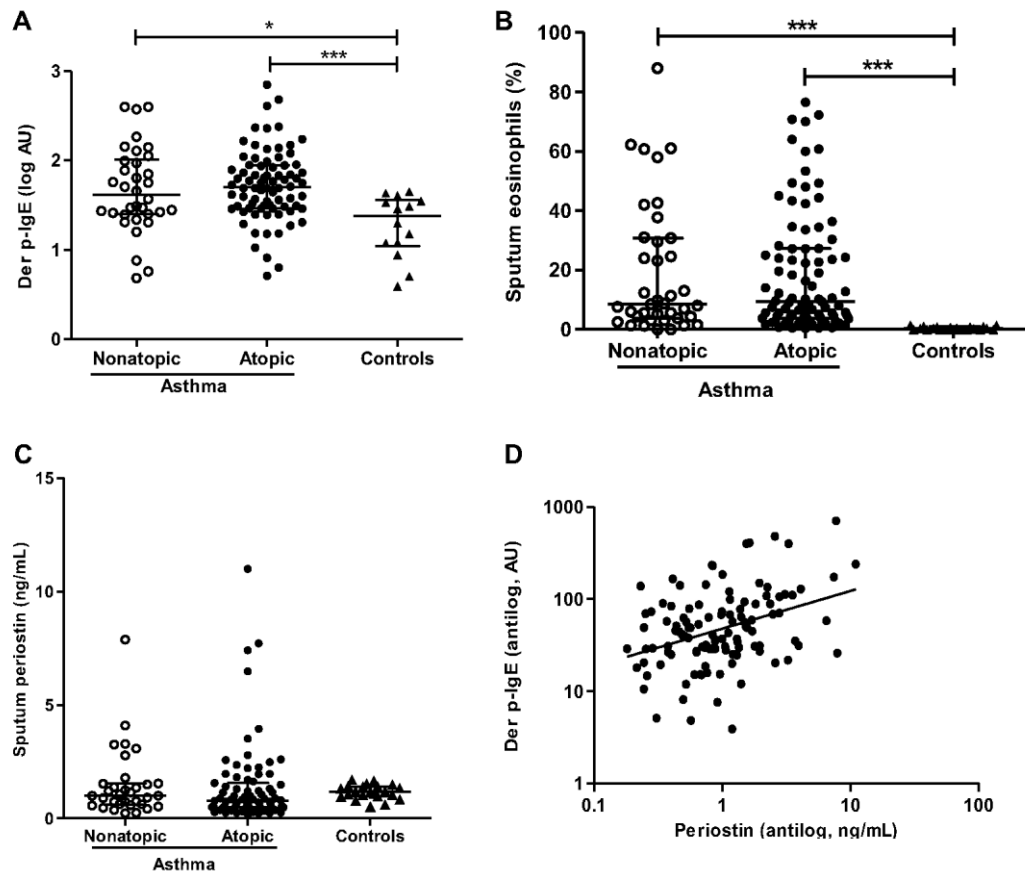 A
*
***
Der p-IgE (log AU)
3
2
1
0
Nonatopic Atopic Controls
Asthma
B
***
***
Sputum eosinophils (%)
100
80
60
40
20
0
Nonatopic Atopic Controls
Asthma
C
Sputum periostin (ng/mL)
15
10
5
0
Nonatopic Atopic Controls
Asthma
D
Der p-IgE (antilog, AU)
1000
100
10
1
0.1 1 10 100
Periostin (antilog, ng/mL)